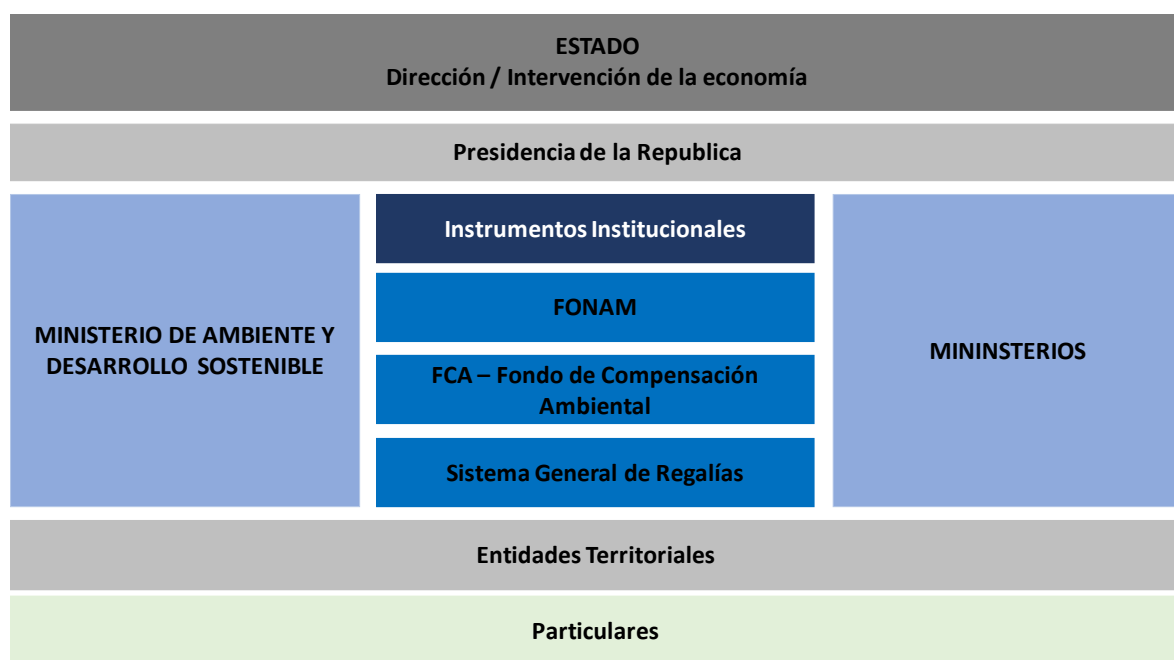 ESTADO
Dirección / Intervención de la economía
Presidencia de la Republica
MINISTERIO DE AMBIENTE Y
DESARROLLO SOSTENIBLE
Instrumentos Institucionales
FONAM
FCA – Fondo de Compensación
Ambiental
Sistema General de Regalías
MININSTERIOS
Entidades Territoriales
Particulares